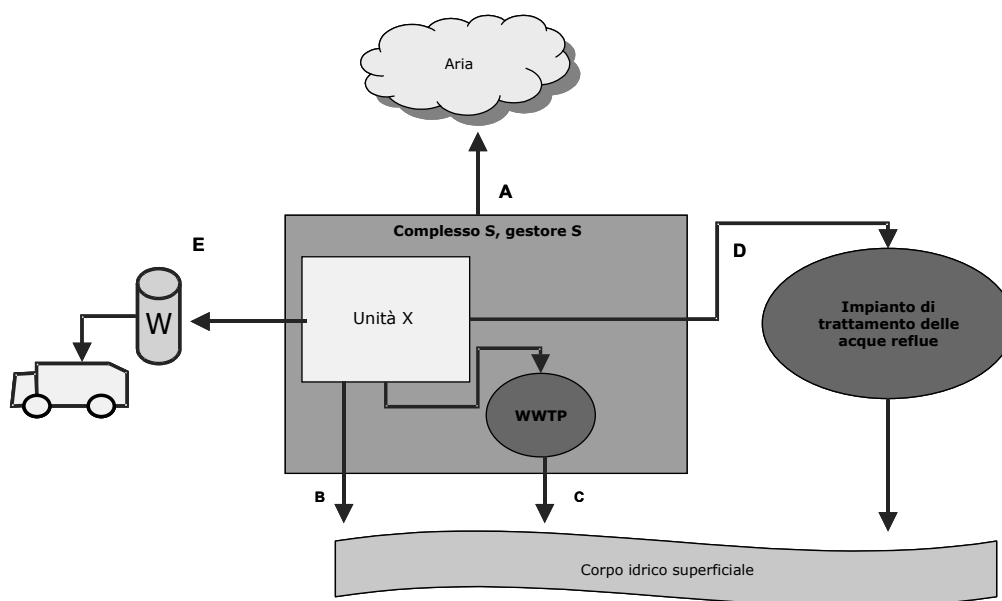 Aria
A
Complesso S, gestore S
E
D
W
Unità X
Impianto di
trattamento delle
acque reflue
WWTP
B
C
Corpo idrico superficiale